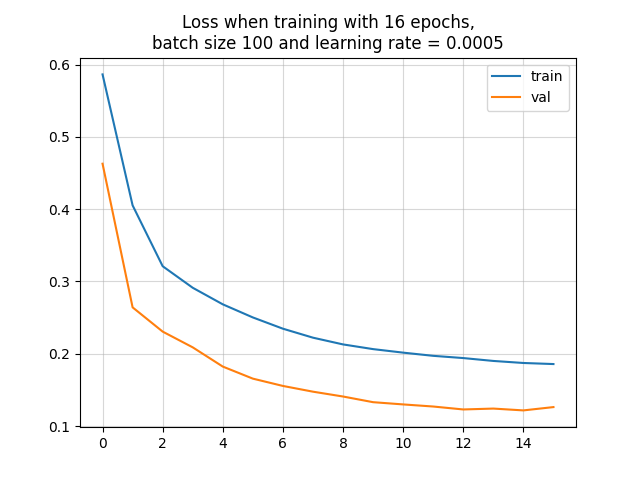 Loss when training with 16 epochs,
batch size 100 and learning rate = 0.0005
train
val
0.6
0.5
0.4
0.3
0.2
0.1
0 2 4 6 8 10 12 14